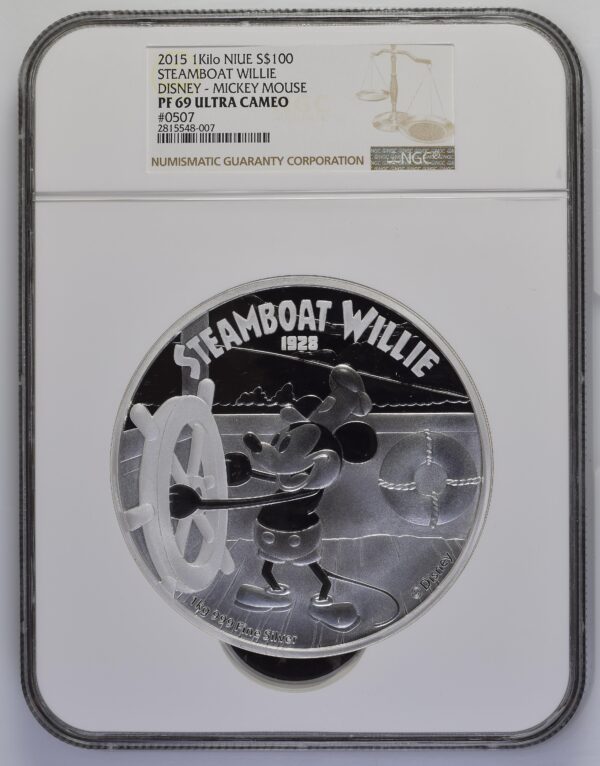 2015 1Kilo NIUE S$100
STEAMBOAT WILLIE
DISNEY - MICKEY MOUSE
PF 69 ULTRA CAMEO
#0507
2815548-007
NUMISMATIC GUARANTY CORPORATION
NGC
STEAMBOAT WILLIE
1928
© Disney
1kg 999 Fine Silver